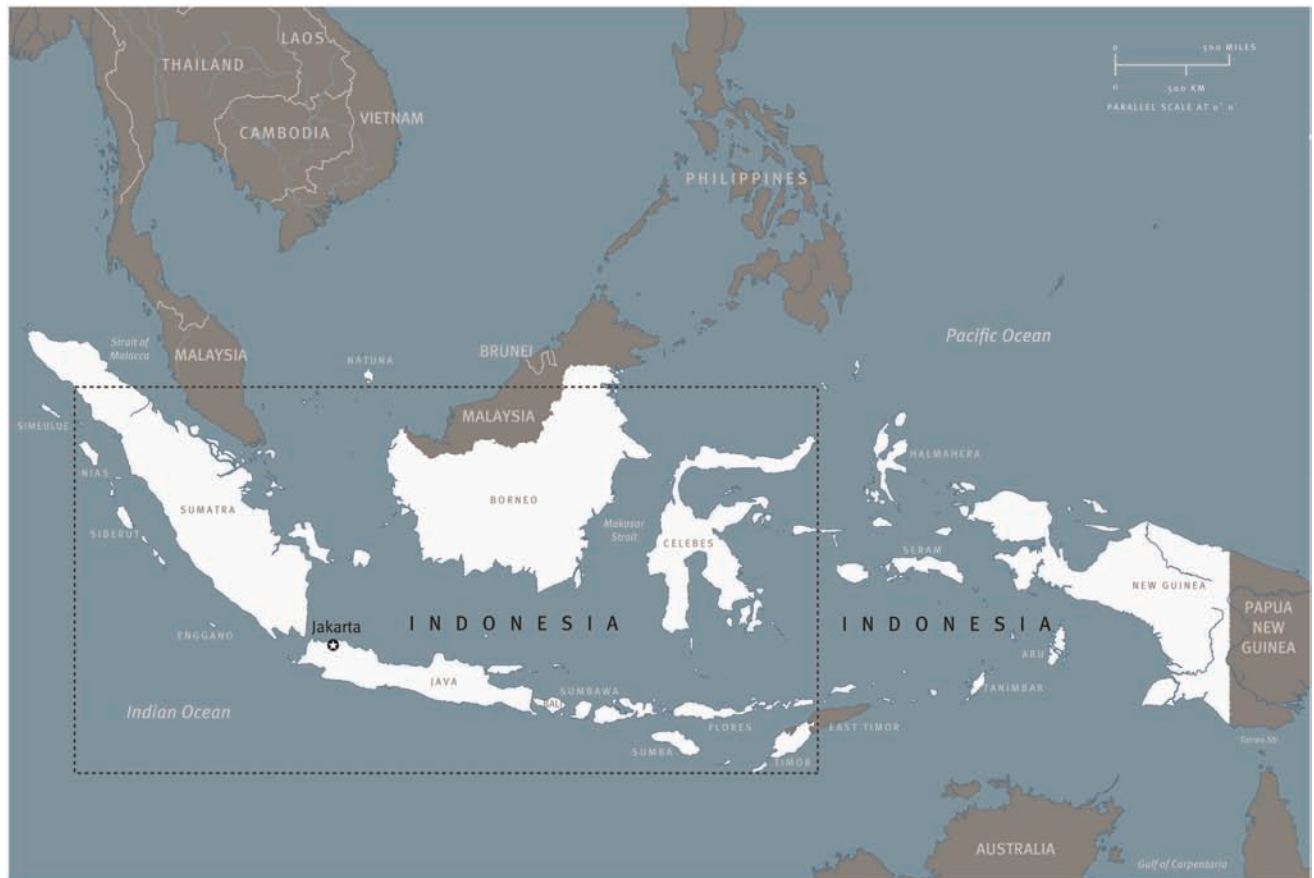 LAOS
THAILAND
CAMBODIA
VIETNAM
0 500 MILES
0 500 KM
PARALLEL SCALE AT 0° 0'
PHILIPPINES
Pacific Ocean
Strait of
Malacca
MALAYSIA
NATUNA
BRUNEI
MALAYSIA
SIMEULUE
NIAS
SUMATRA
SIBERUT
BORNEO
Makasar
Strait
CELEBES
HALMAHERA
SERAM
NEW GUINEA
PAPUA
NEW
GUINEA
ENGGANO
Jakarta
INDONESIA
INDONESIA
ARU
JAVA
BALI
SUMBAWA
FLORES
SUMBA
TIMOR
EAST TIMOR
TANIMBAR
Indian Ocean
Torres Str.
AUSTRALIA
Gulf of Carpentaria